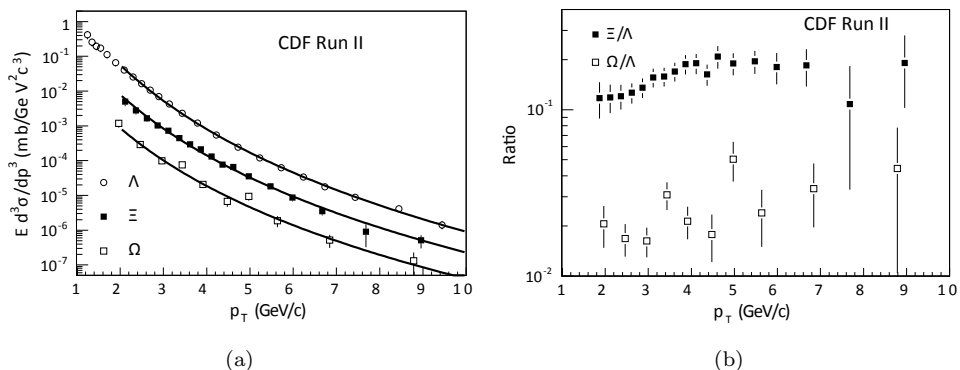 CDF Run II
E d³σ/dp³ (mb/Ge V²c³)
1
10⁻¹
10⁻²
10⁻³
10⁻⁴
10⁻⁵
10⁻⁶
10⁻⁷
Λ
Ξ
Ω
1 2 3 4 5 6 7 8 9 10
p_T (GeV/c)
(a)
CDF Run II
Ξ/Λ
Ω/Λ
Ratio
10⁻¹
10⁻²
1 2 3 4 5 6 7 8 9 10
p_T (GeV/c)
(b)